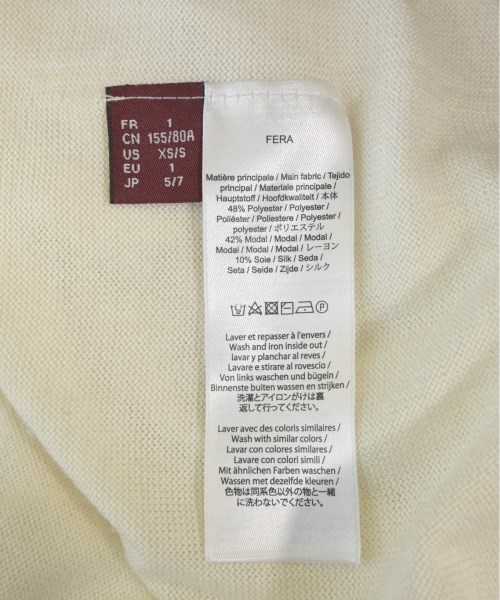 FR 1
CN 155/80A
US XS/S
EU 1
JP 5/7
FERA
Matière principale / Main fabric / Tejido
principal / Materiale principale /
Hauptstoff / Hoofdkwaliteit / 本体
48% Polyester / Polyester /
Poliéster / Poliestere / Polyester /
polyester / ポリエステル
42% Modal / Modal / Modal /
Modal / Modal / Modal / レーヨン
10% Soie / Silk / Seda /
Seta / Seide / Zijde / シルク
Laver et repasser à l'envers /
Wash and iron inside out /
lavar y planchar al reves /
Lavare e stirare al rovescio /
Von links waschen und bügeln /
Binnenste buiten wassen en strijken /
洗濯とアイロンがけは裏
返して行ってください。
Laver avec des coloris similaires /
Wash with similar colors /
Lavar con colores similares /
Lavare con colori simili /
Mit ähnlichen Farben waschen /
Wassen met dezelfde kleuren /
色物は同系色以外の物と一緒
に洗わないでください。